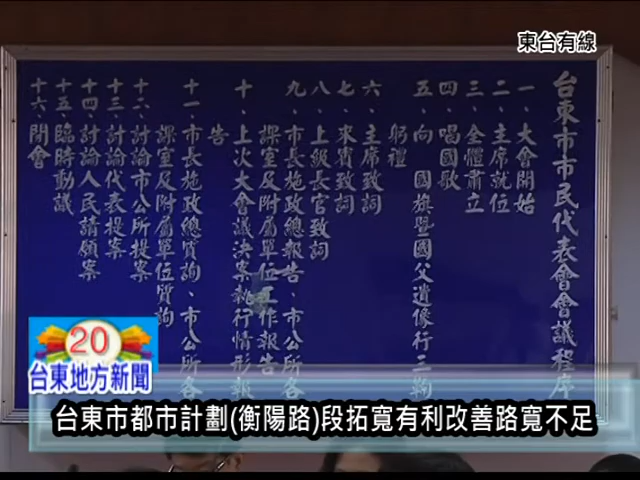 東台有線
台東市市民代表會會議程序
一、大會開始
二、主席就位
三、全體肅立
四、唱國歌
五、向 國旗暨國父遺像行三鞠
躬禮
六、主席致詞
七、來賓致詞
八、上級長官致詞
九、市長施政總報告、市公所各
課室及附屬單位工作報告
十、上次大會議決案執行情形報
告
十一、市長施政總質詢、市公所各
課室及附屬單位質詢
十二、討論市公所提案
十三、討論代表提案
十四、討論人民請願案
十五、臨時動議
十六、閉會
20
台東地方新聞
台東市都市計劃(衡陽路)段拓寬有利改善路寬不足